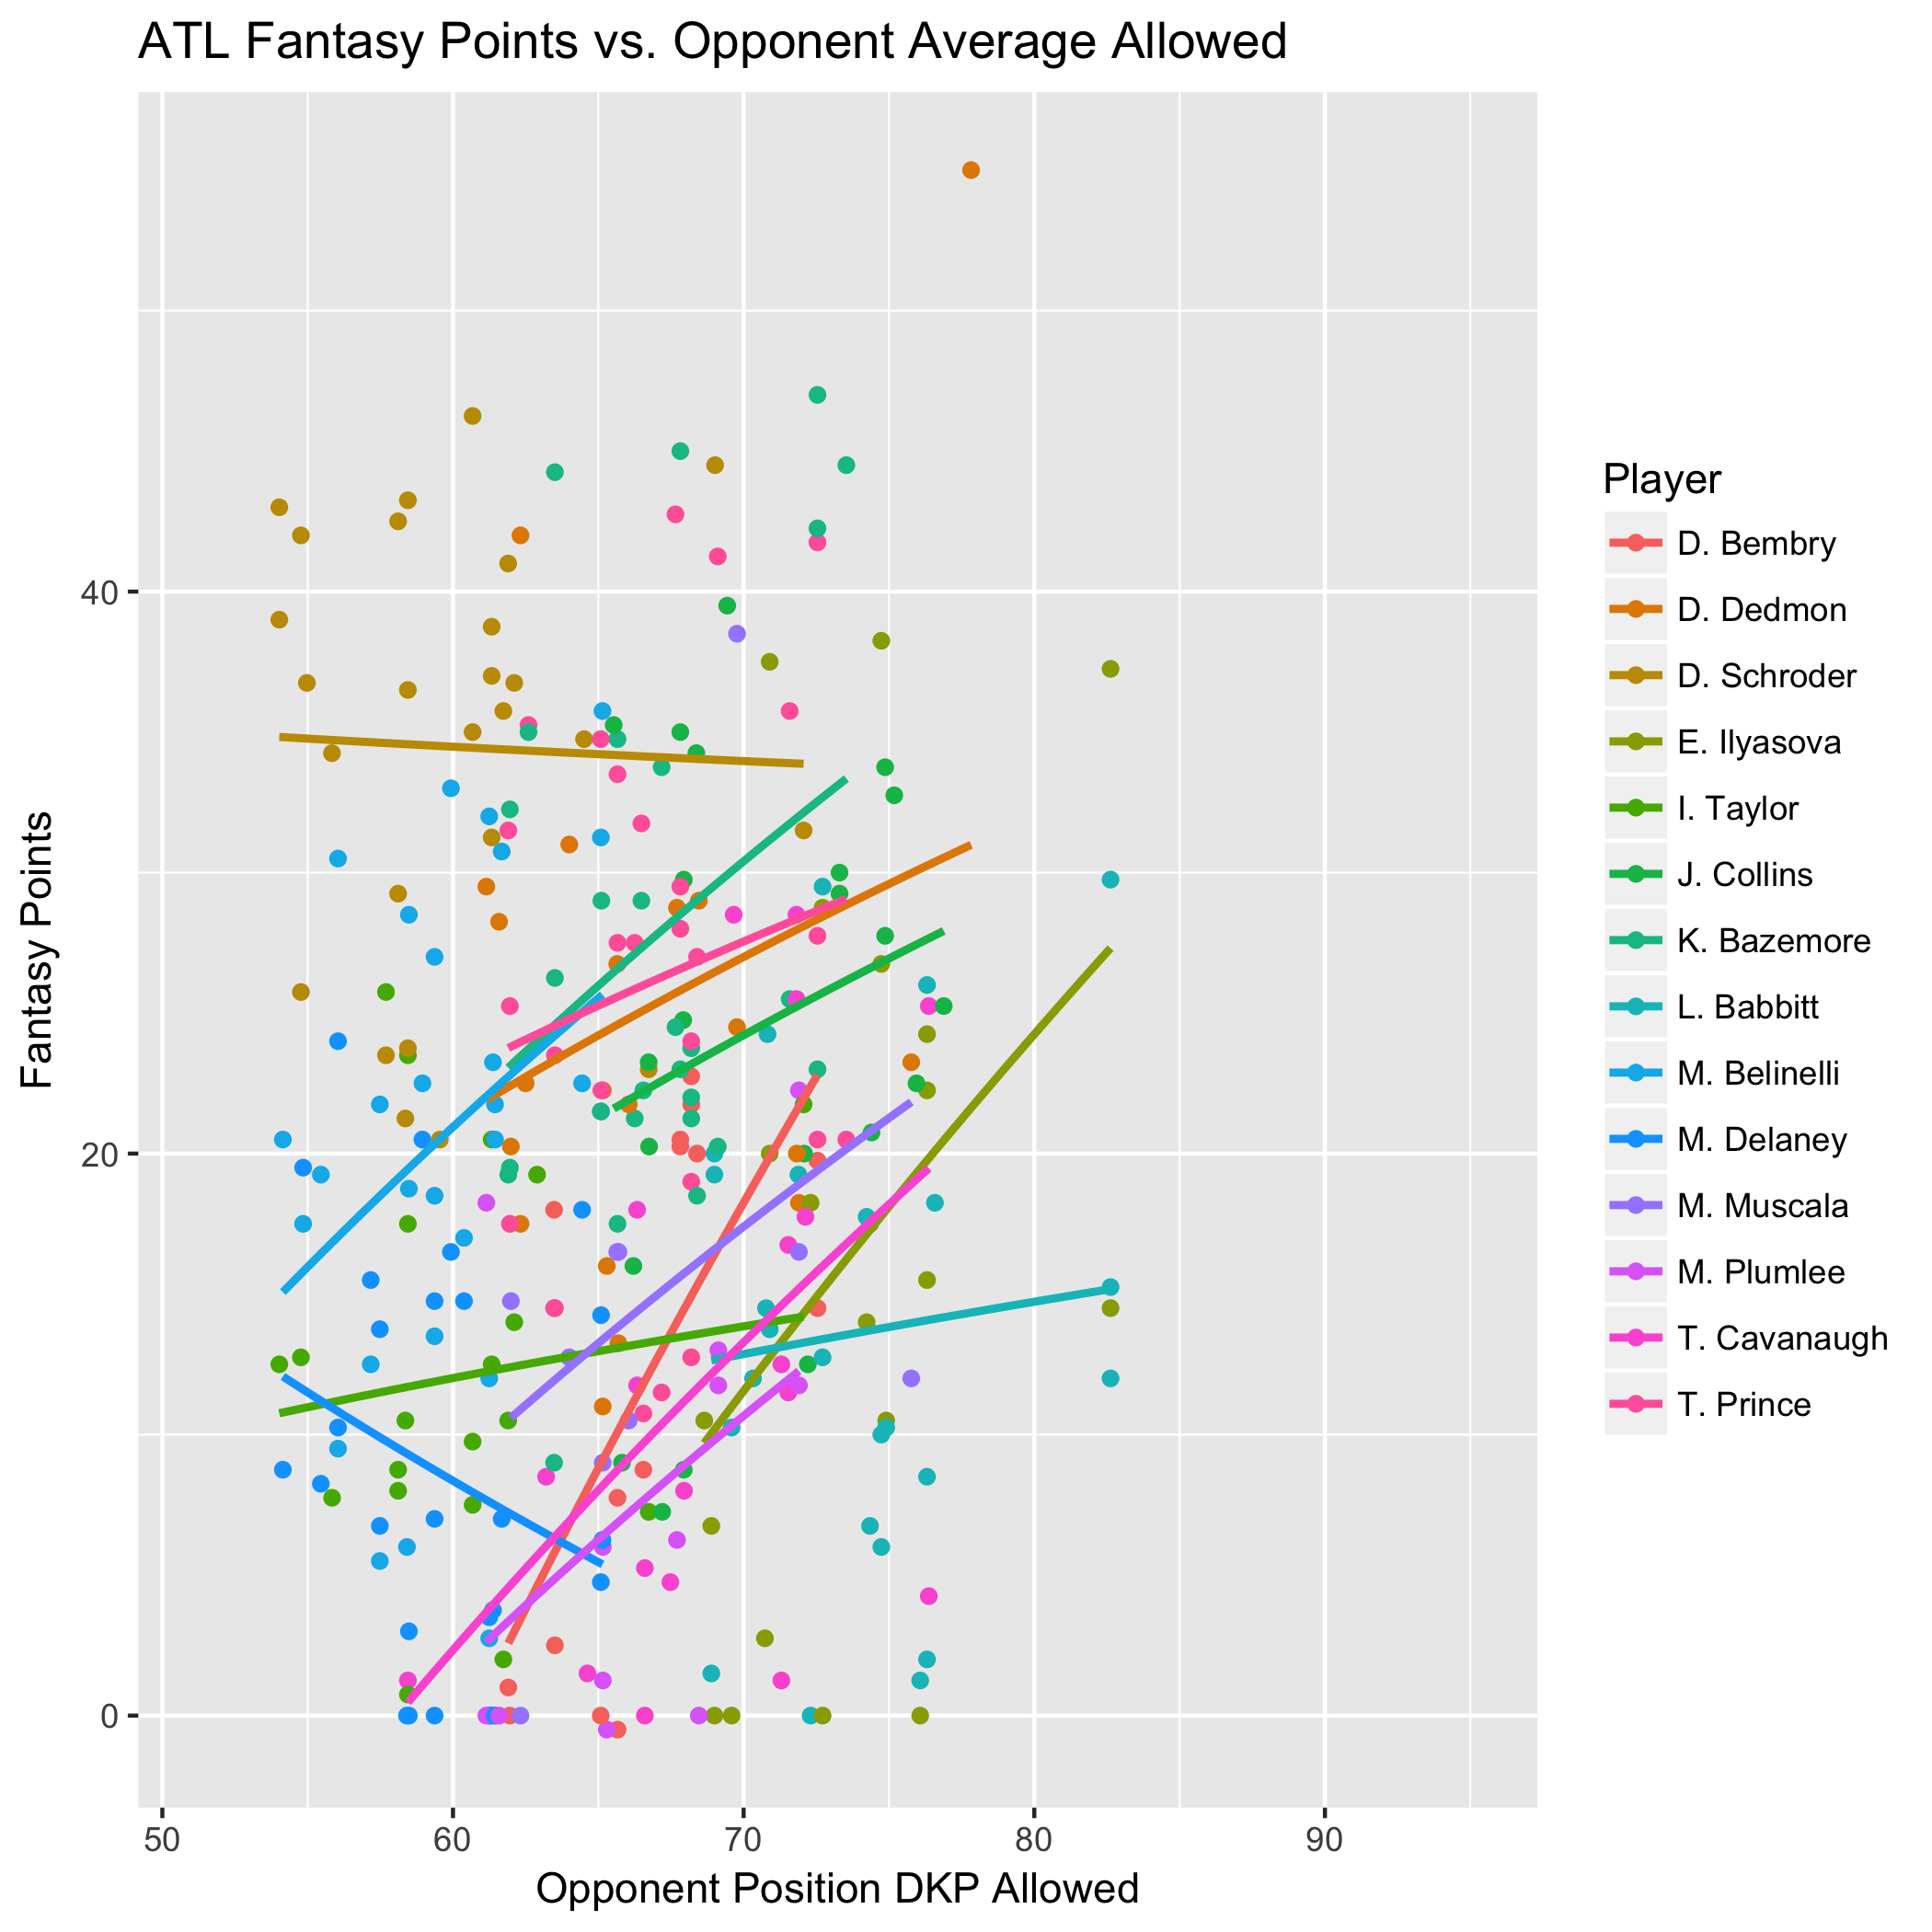 ATL Fantasy Points vs. Opponent Average Allowed
Fantasy Points
40
20
0
50
60
70
80
90
Opponent Position DKP Allowed
Player
D. Bembry
D. Dedmon
D. Schroder
E. Ilyasova
I. Taylor
J. Collins
K. Bazemore
L. Babbitt
M. Belinelli
M. Delaney
M. Muscala
M. Plumlee
T. Cavanaugh
T. Prince